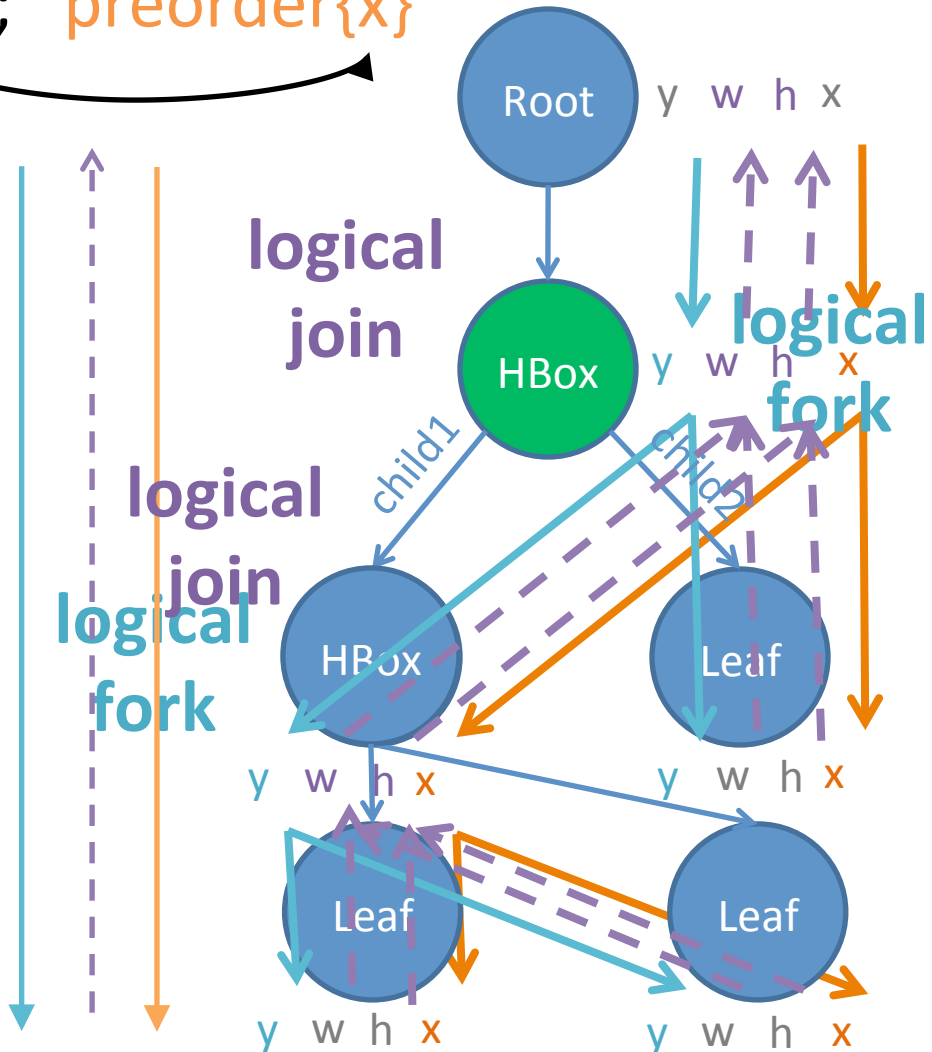 ; preorder{x}
Root
y w h x
logical
join
logical
fork
HBox
y w h x
child1
child2
logical
join
logical
fork
HBox
Leaf
y w h x
y w h x
Leaf
Leaf
y w h x
y w h x